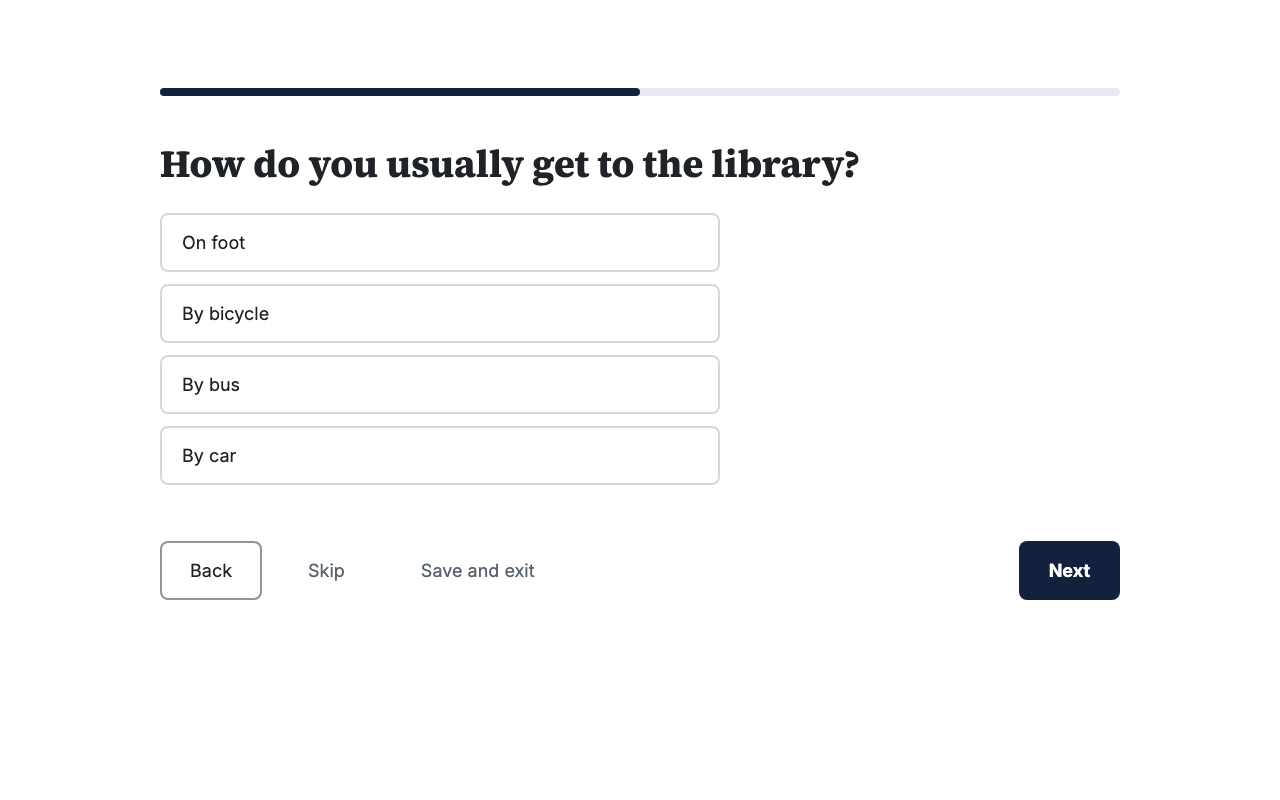 How do you usually get to the library?
On foot
By bicycle
By bus
By car
Back Skip Save and exit Next